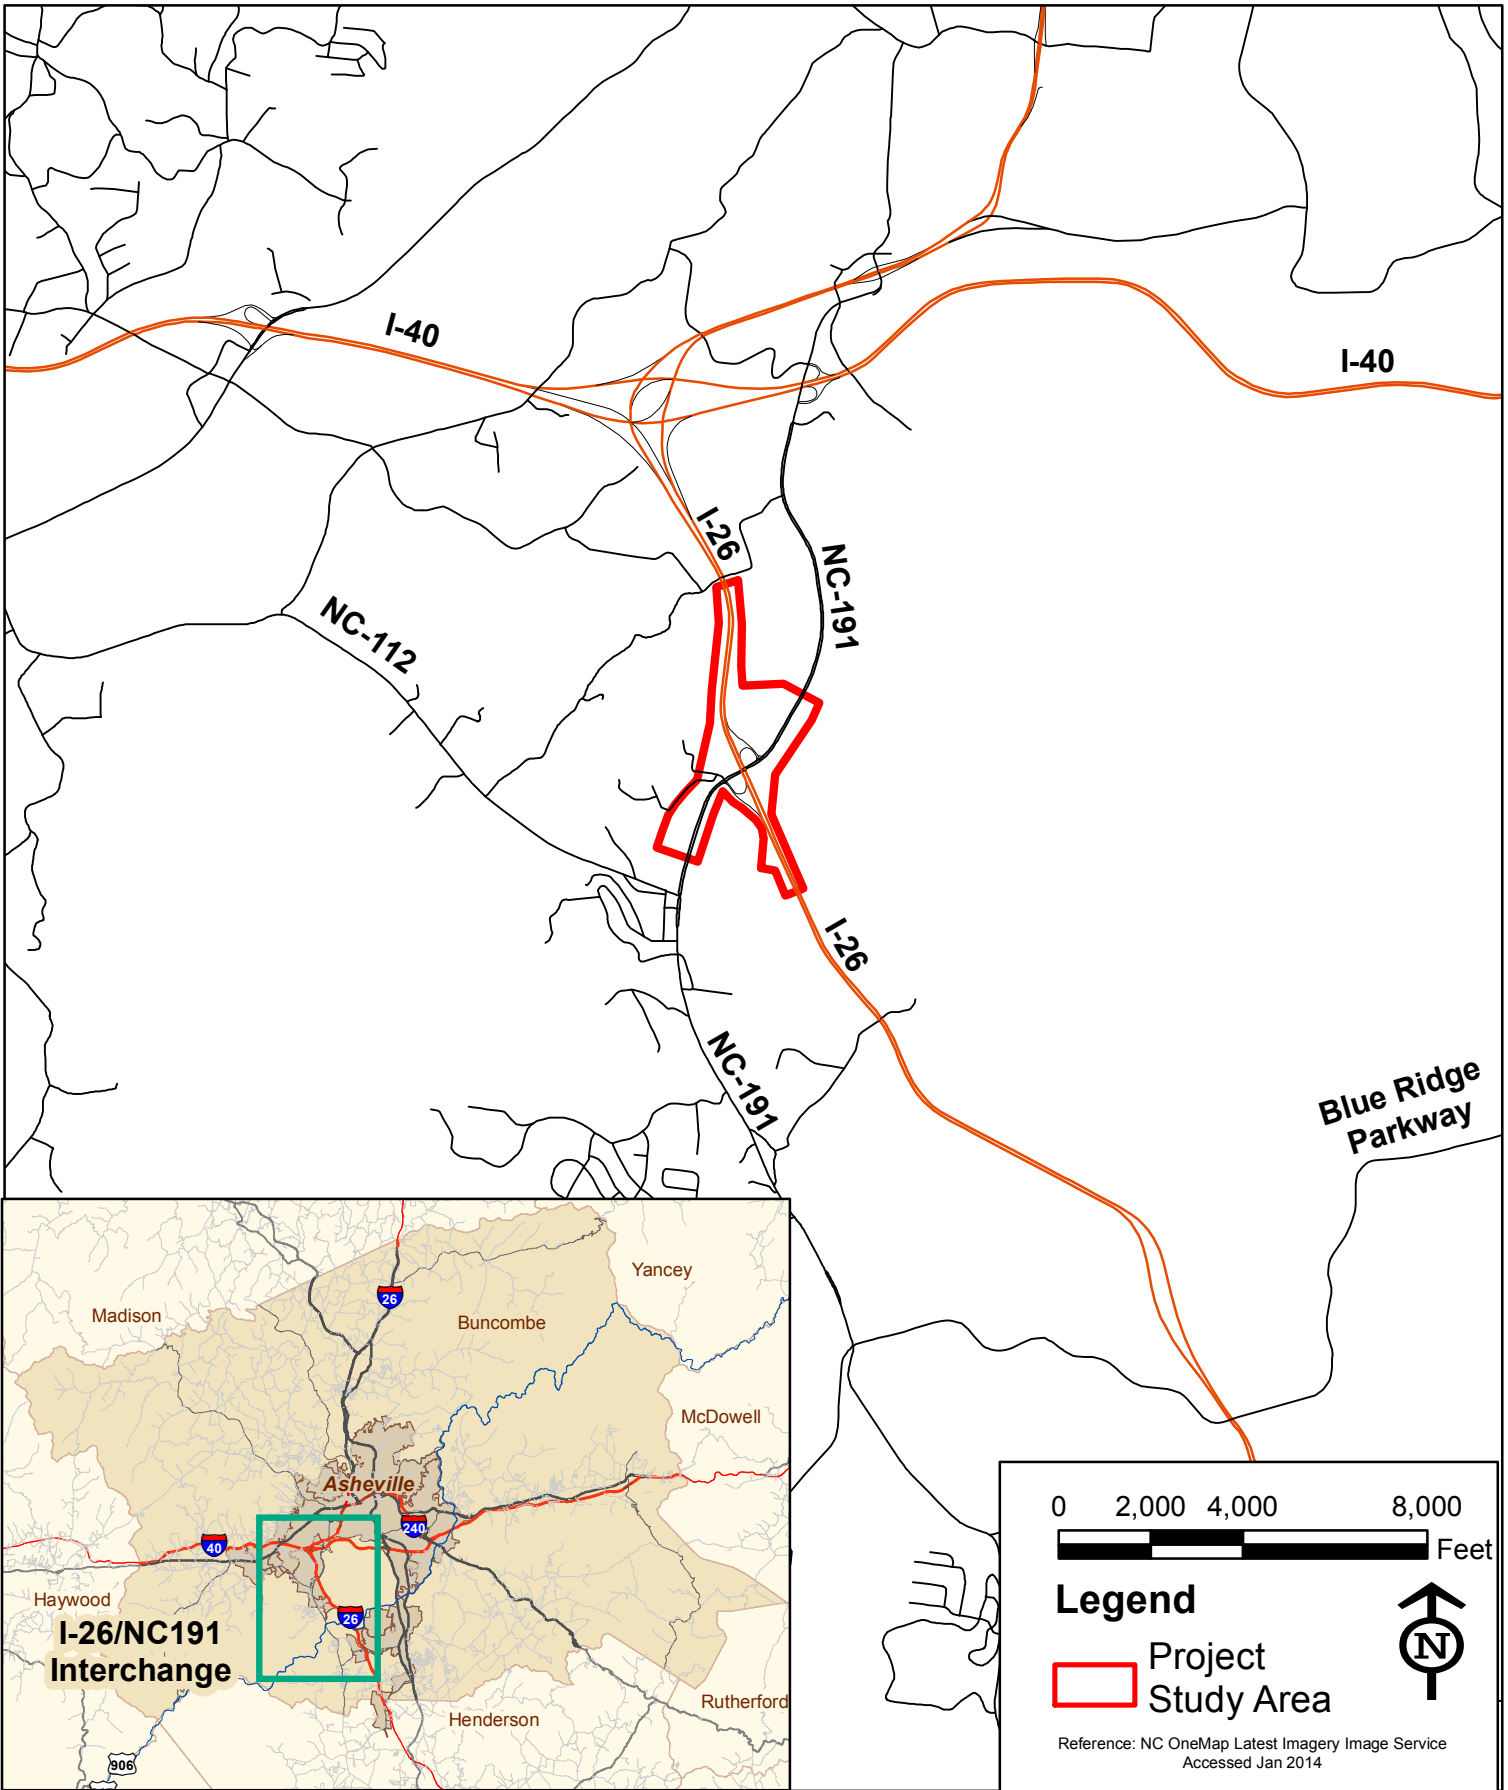 I-40
I-40
I-26
NC-191
NC-112
I-26
NC-191
Blue Ridge
Parkway
Yancey
26
Madison
Buncombe
McDowell
Asheville
240
40
Haywood
26
I-26/NC191
Interchange
Rutherford
Henderson
906
0 2,000 4,000 8,000
Feet
Legend
N
Project
Study Area
Reference: NC OneMap Latest Imagery Image Service
Accessed Jan 2014